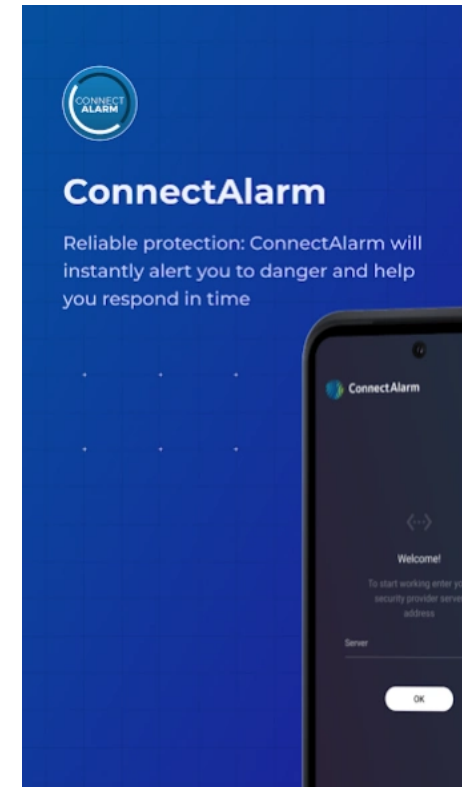 CONNECT
ALARM
ConnectAlarm
Reliable protection: ConnectAlarm will
instantly alert you to danger and help
you respond in time
ConnectAlarm
Welcome!
To start working enter
security provider
address
Server
OK